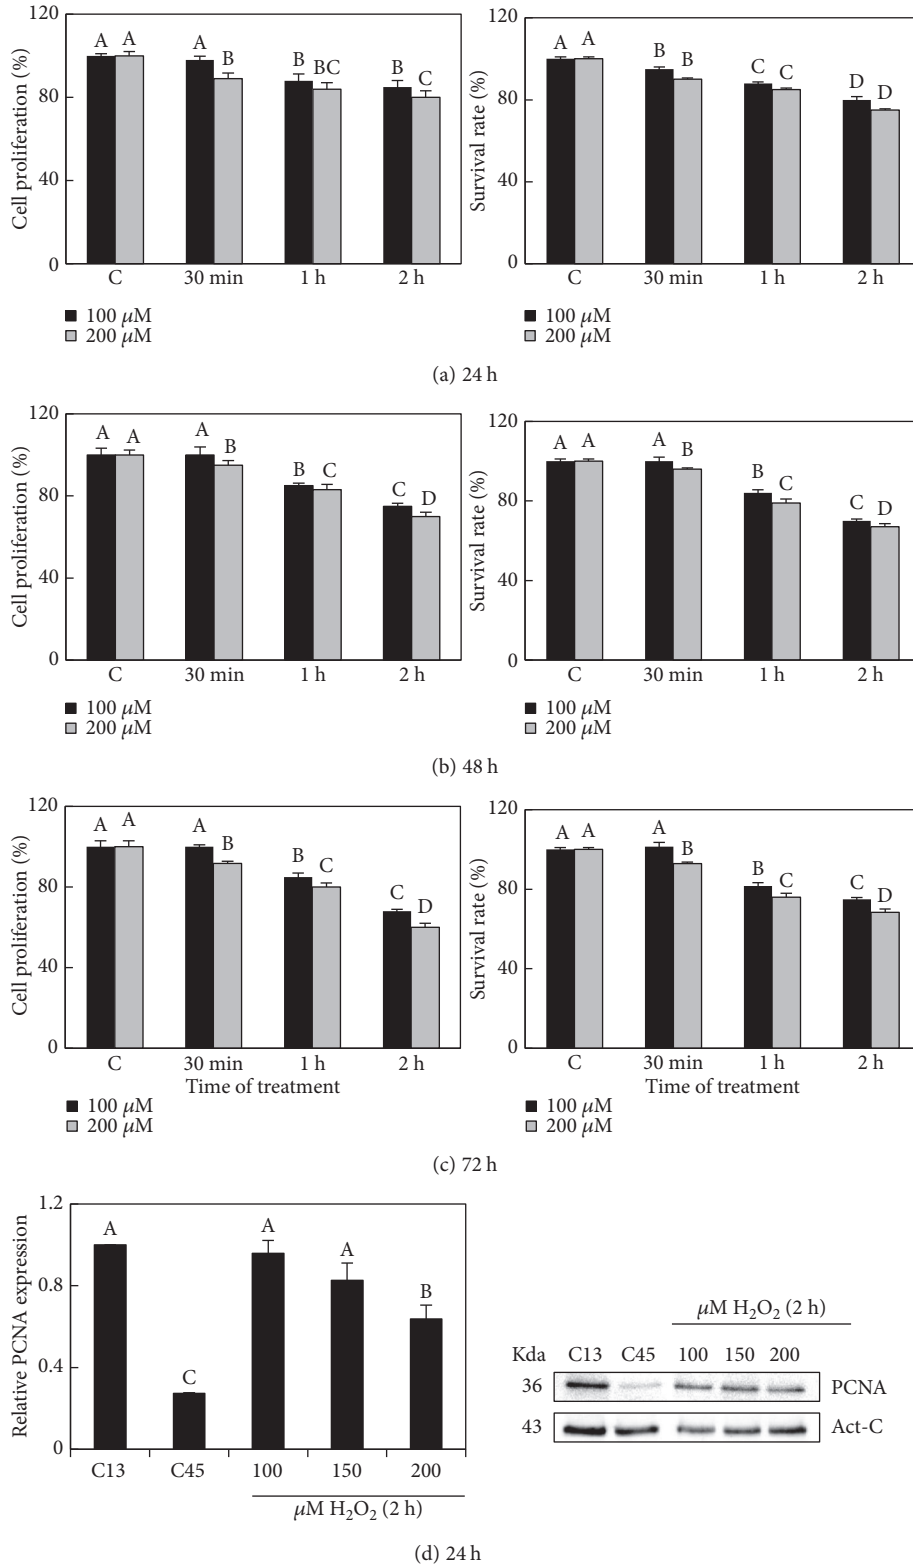 120
80
40
0
Cell proliferation (%)
A A A B B BC B C
C 30 min 1 h 2 h
100 μM
200 μM
120
80
40
0
Survival rate (%)
A A B B C C D D
C 30 min 1 h 2 h
100 μM
200 μM
(a) 24 h
120
80
40
0
Cell proliferation (%)
A A A B B C C D
C 30 min 1 h 2 h
100 μM
200 μM
120
80
40
0
Survival rate (%)
A A A B B C C D
C 30 min 1 h 2 h
100 μM
200 μM
(b) 48 h
120
80
40
0
Cell proliferation (%)
A A A B B C C D
C 30 min 1 h 2 h
Time of treatment
100 μM
200 μM
120
80
40
0
Survival rate (%)
A A A B B C C D
C 30 min 1 h 2 h
Time of treatment
100 μM
200 μM
(c) 72 h
1.2
0.8
0.4
0
Relative PCNA expression
A C A A B
C13 C45 100 150 200
μM H₂O₂ (2 h)
μM H₂O₂ (2 h)
Kda C13 C45 100 150 200
36 PCNA
43 Act-C
(d) 24 h